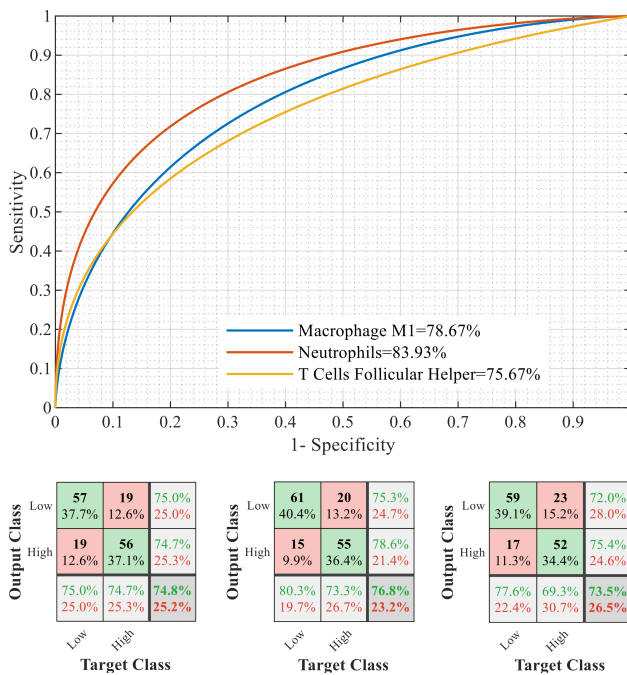 1
0.9
0.8
0.7
0.6
0.5
0.4
0.3
0.2
0.1
0
Sensitivity
Macrophage M1=78.67%
Neutrophils=83.93%
T Cells Follicular Helper=75.67%
0 0.1 0.2 0.3 0.4 0.5 0.6 0.7 0.8 0.9
1- Specificity
Output Class
Low
57 19 75.0%
37.7% 12.6% 25.0%
High
19 56 74.7%
12.6% 37.1% 25.3%
75.0% 74.7% 74.8%
25.0% 25.3% 25.2%
Low High
Target Class
Output Class
Low
61 20 75.3%
40.4% 13.2% 24.7%
High
15 55 78.6%
9.9% 36.4% 21.4%
80.3% 73.3% 76.8%
19.7% 26.7% 23.2%
Low High
Target Class
Output Class
Low
59 23 72.0%
39.1% 15.2% 28.0%
High
17 52 75.4%
11.3% 34.4% 24.6%
77.6% 69.3% 73.5%
22.4% 30.7% 26.5%
Low High
Target Class